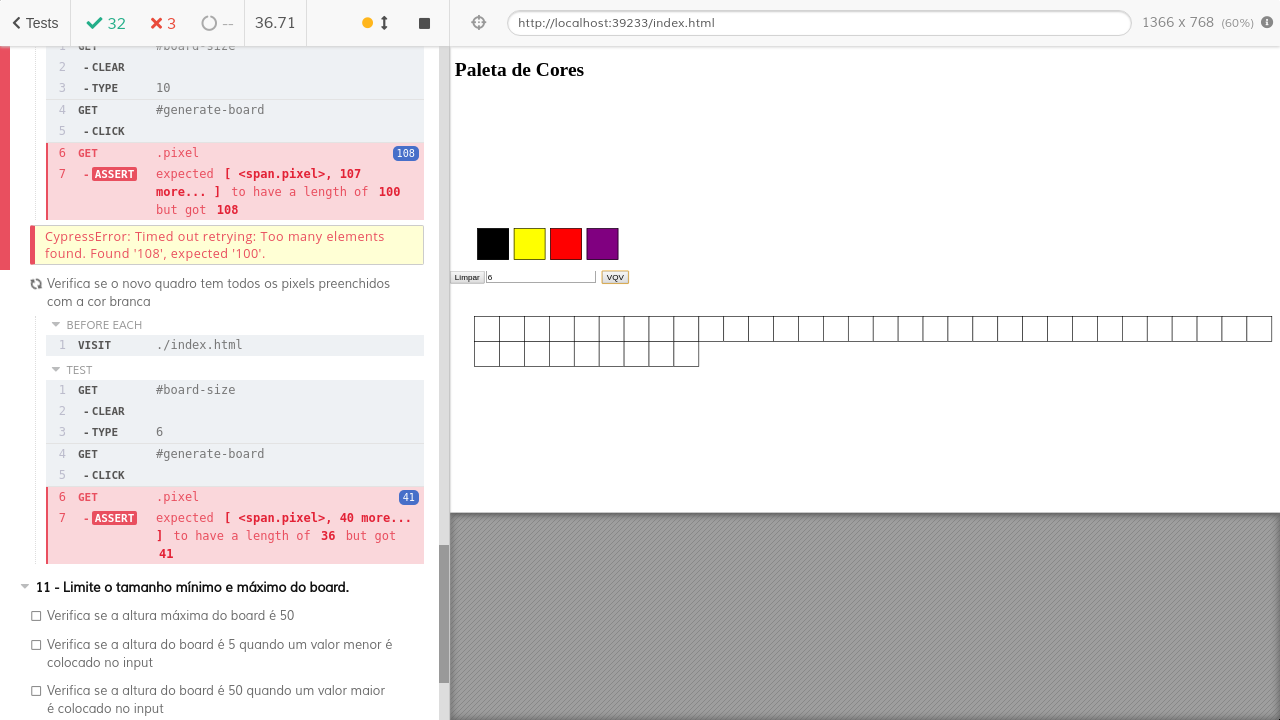 Tests 32 3 -- 36.71 http://localhost:39233/index.html 1366 x 768 (60%)
1 GET #board-size
2 - CLEAR
3 - TYPE 10
4 GET #generate-board
5 - CLICK
6 GET .pixel 108
7 - ASSERT expected [ <span.pixel>, 107
more... ] to have a length of 100
but got 108
CypressError: Timed out retrying: Too many elements
found. Found '108', expected '100'.
Verifica se o novo quadro tem todos os pixels preenchidos
com a cor branca
BEFORE EACH
1 VISIT ./index.html
TEST
1 GET #board-size
2 - CLEAR
3 - TYPE 6
4 GET #generate-board
5 - CLICK
6 GET .pixel 41
7 - ASSERT expected [ <span.pixel>, 40 more...
] to have a length of 36 but got
41
11 - Limite o tamanho mínimo e máximo do board.
Verifica se a altura máxima do board é 50
Verifica se a altura do board é 5 quando um valor menor é
colocado no input
Verifica se a altura do board é 50 quando um valor maior
é colocado no input
Paleta de Cores
Limpar 6 VQV